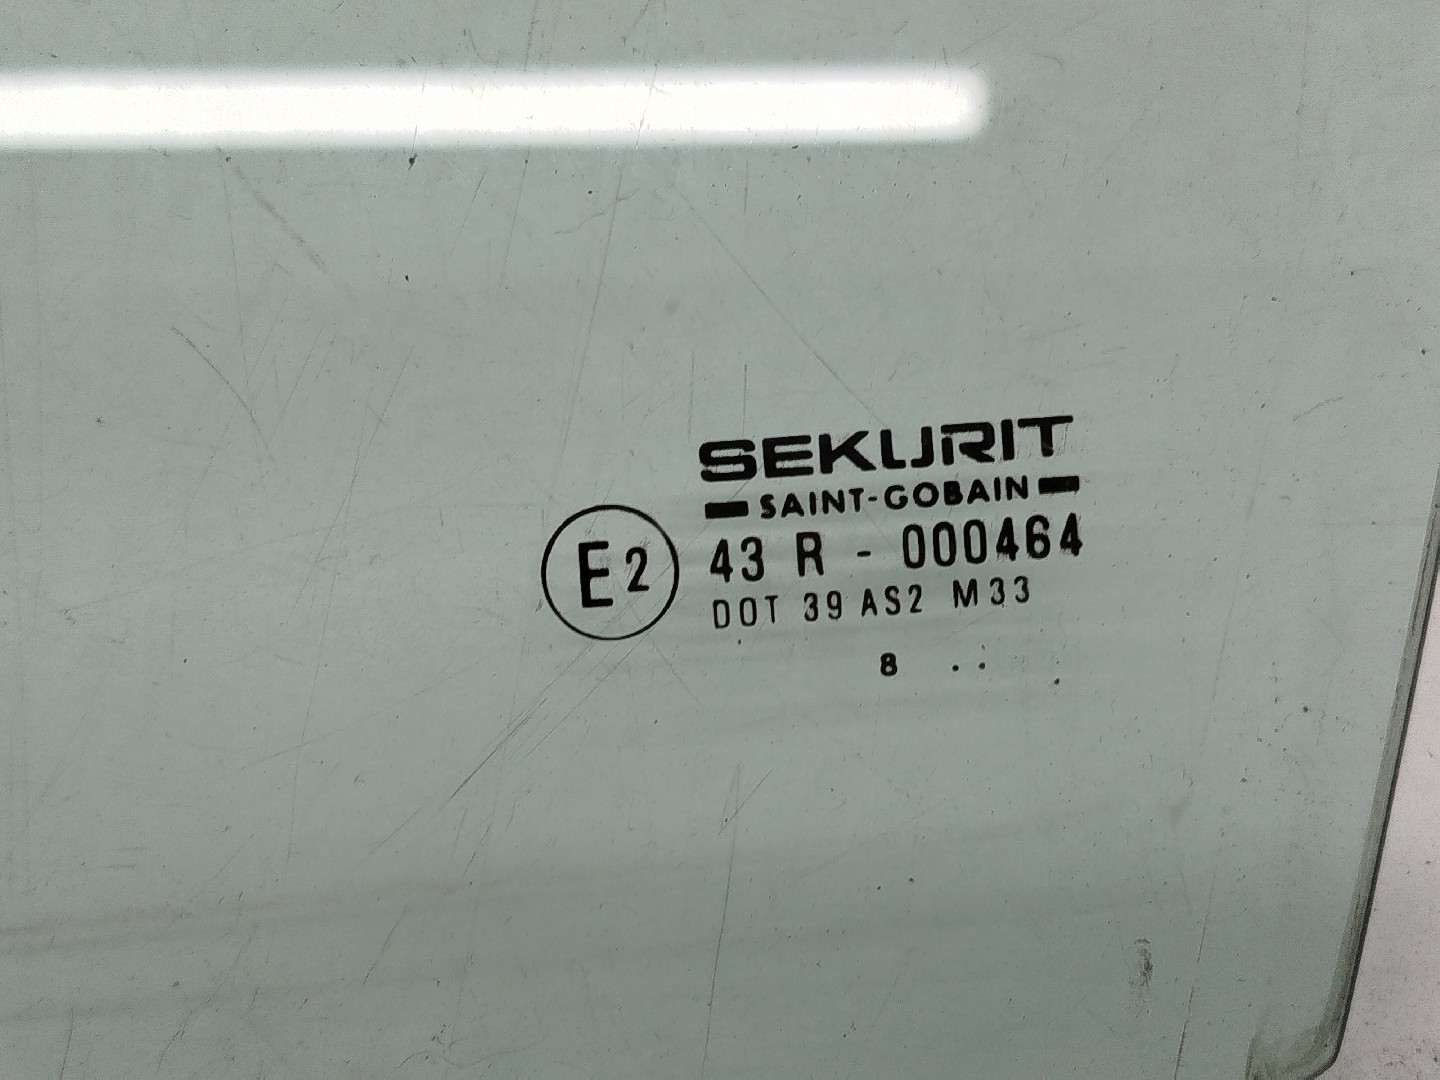 SEKURIT
SAINT-GOBAIN
E2
43 R - 000464
DOT 39 AS2 M33
8 . .